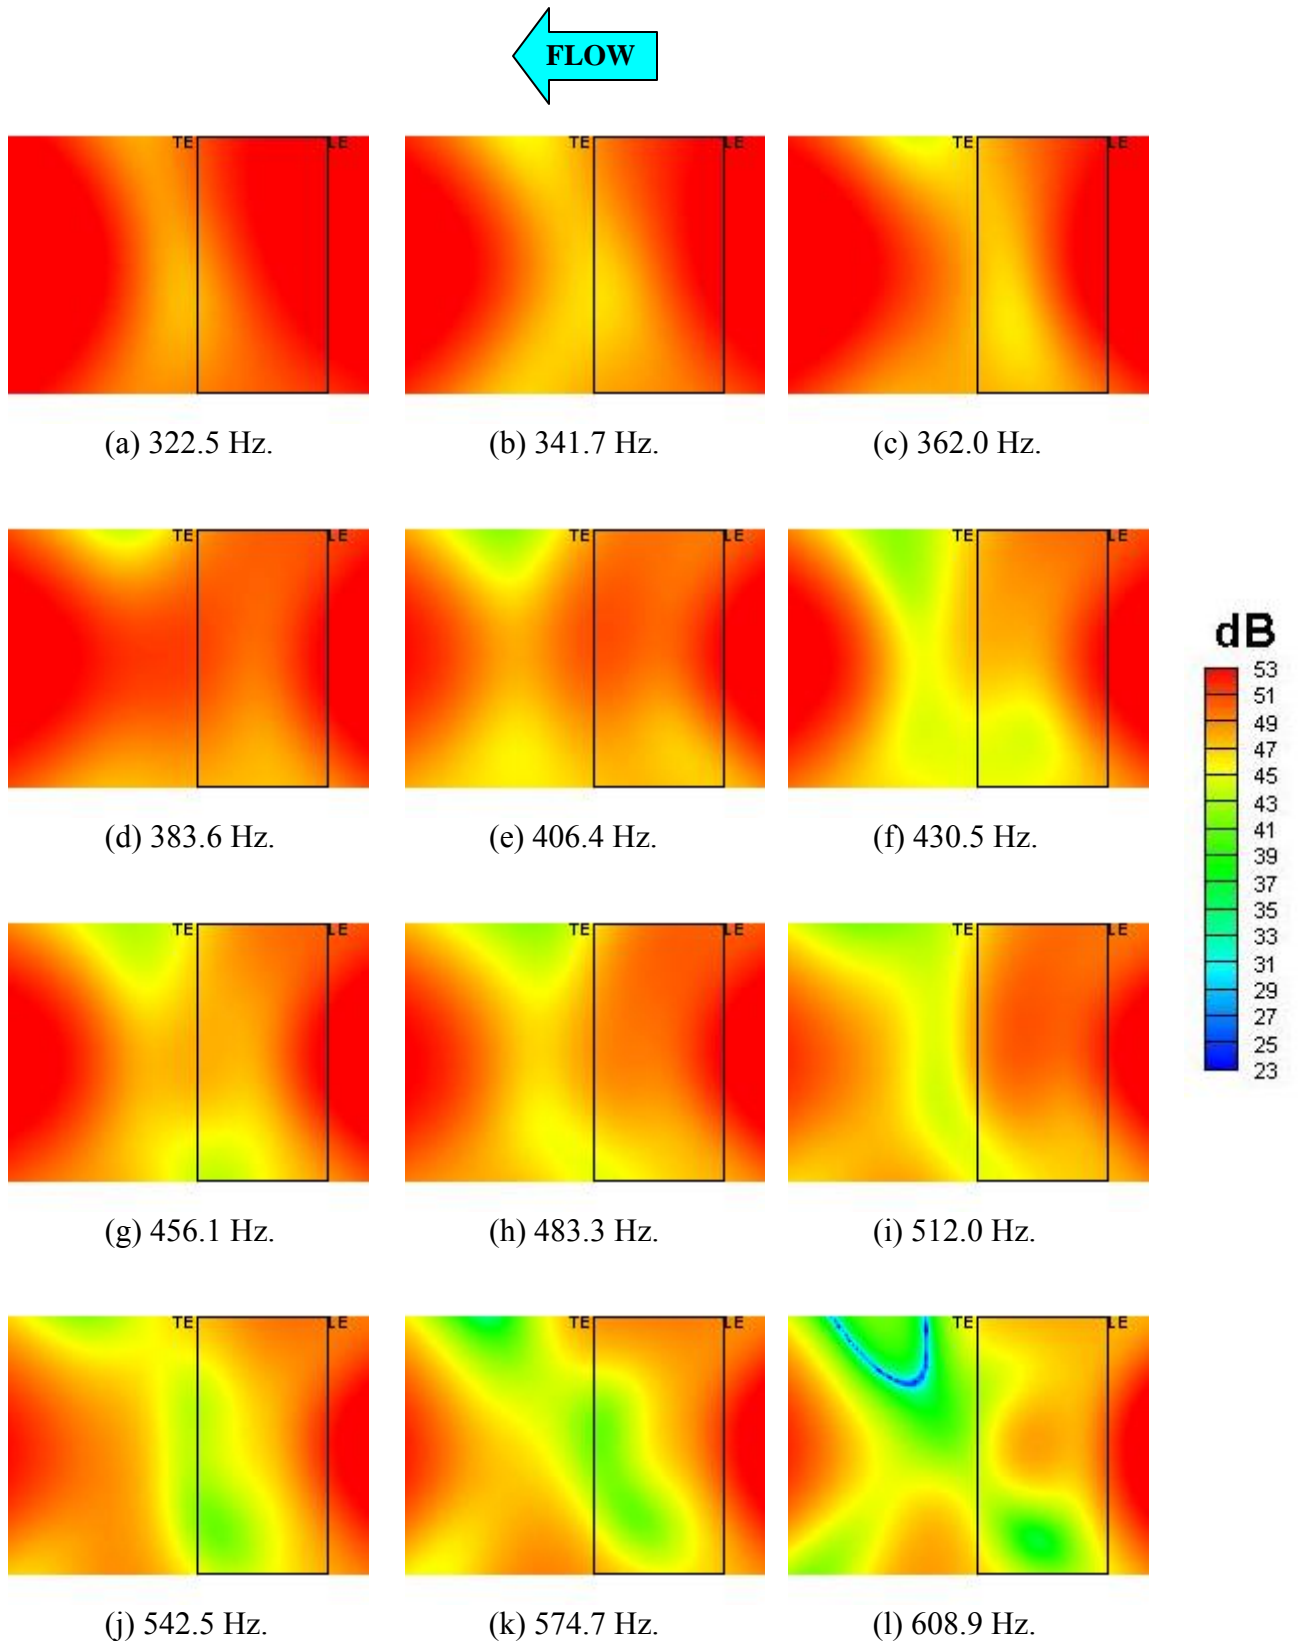 FLOW
TE LE TE LE TE LE
(a) 322.5 Hz. (b) 341.7 Hz. (c) 362.0 Hz.
TE LE TE LE TE LE
(d) 383.6 Hz. (e) 406.4 Hz. (f) 430.5 Hz.
dB
53
51
49
47
45
43
41
39
37
35
33
31
29
27
25
23
TE LE TE LE TE LE
(g) 456.1 Hz. (h) 483.3 Hz. (i) 512.0 Hz.
TE LE TE LE TE LE
(j) 542.5 Hz. (k) 574.7 Hz. (l) 608.9 Hz.